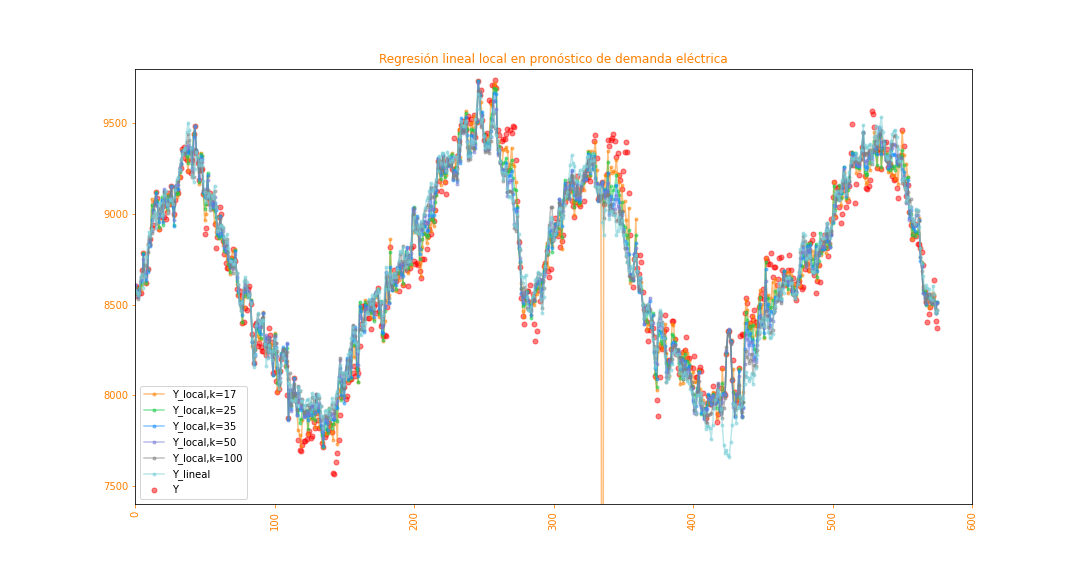 Regresión lineal local en pronóstico de demanda eléctrica
9500
9000
8500
8000
7500
Y_local,k=17
Y_local,k=25
Y_local,k=35
Y_local,k=50
Y_local,k=100
Y_lineal
Y
0
100
200
300
400
500
600